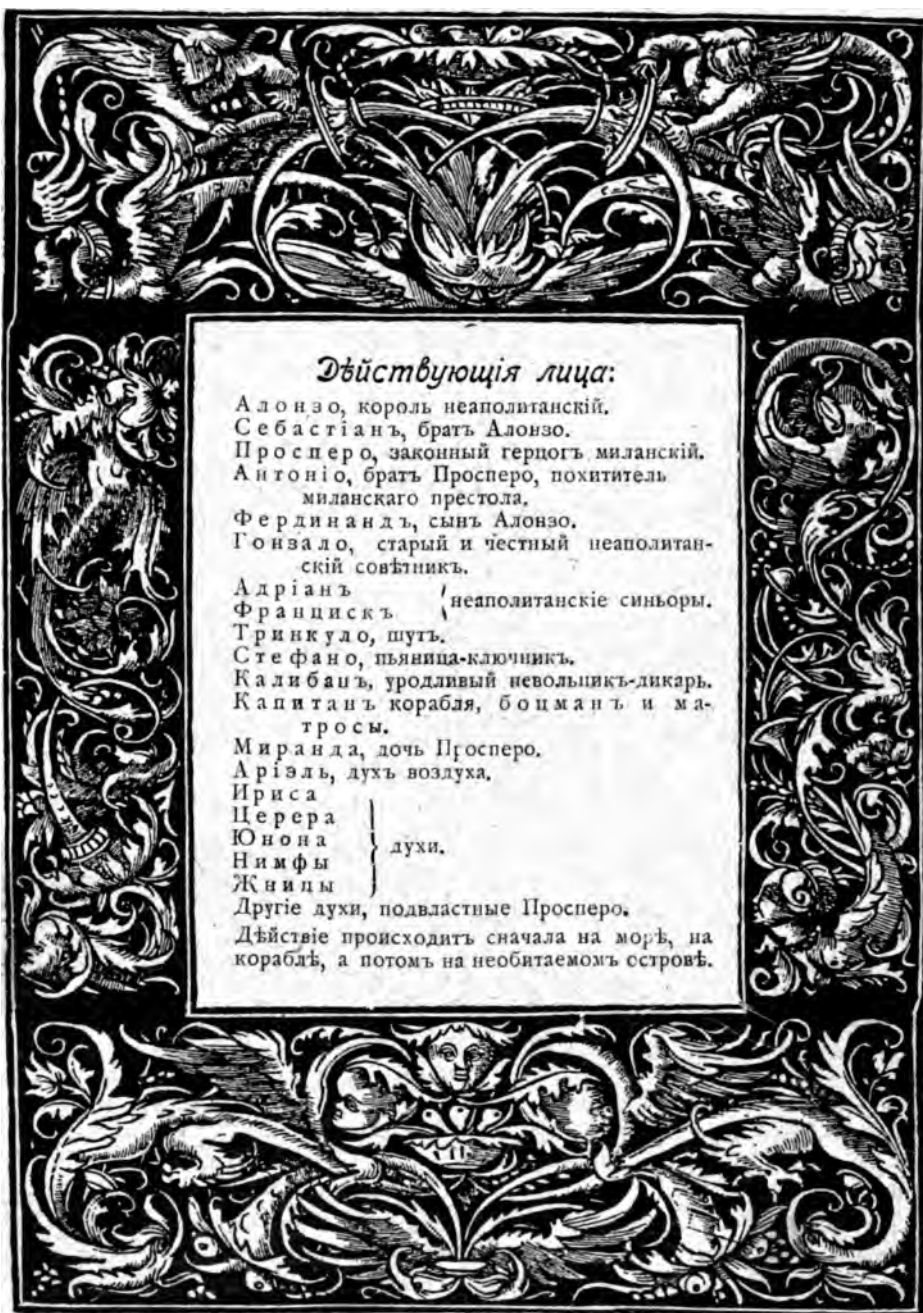 Дѣйствующія лица:
Алонзо, король неаполитанскій.
Себастіанъ, братъ Алонзо.
Просперо, законный герцогъ миланскій.
Антоніо, братъ Просперо, похититель
миланскаго престола.
Фердинандъ, сынъ Алонзо.
Гонзало, старый и честный неаполитан-
скій совѣтникъ.
Адріанъ
Францискъ
неаполитанскіе синьоры.
Тринкуло, шутъ.
Стефано, пьяница-ключникъ.
Калибанъ, уродливый невольникъ-дикарь.
Капитанъ корабля, боцманъ и ма-
тросы.
Миранда, дочь Просперо.
Аріэль, духъ воздуха.
Ириса
Церера
Юнона
Нимфы
Жницы
духи.
Другіе духи, подвластные Просперо.
Дѣйствіе происходитъ сначала на морѣ, на
кораблѣ, а потомъ на необитаемомъ островѣ.